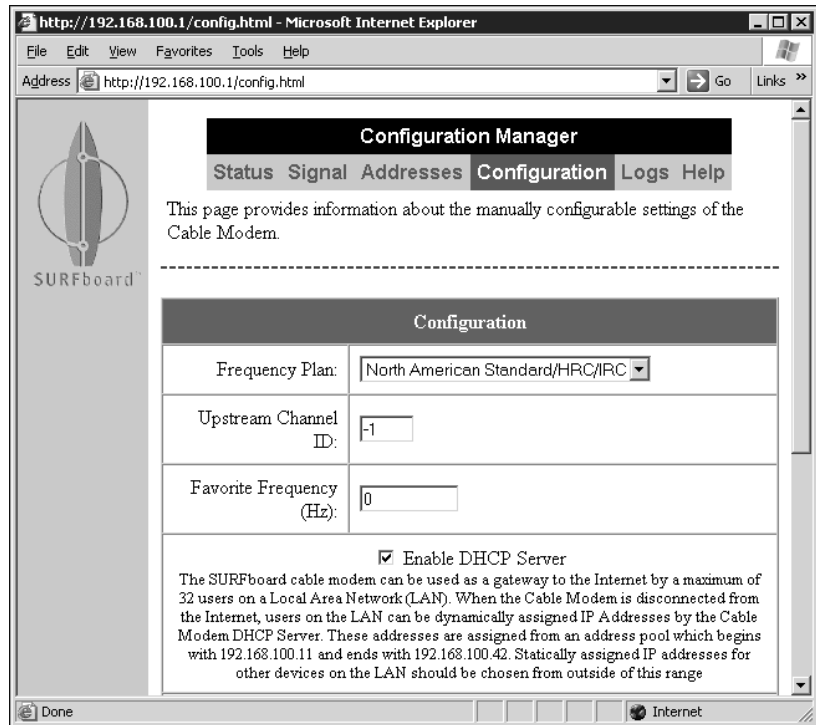 http://192.168.100.1/config.html - Microsoft Internet Explorer
File Edit View Favorites Tools Help
Address http://192.168.100.1/config.html Go Links »
SURFboard™
Configuration Manager
Status Signal Addresses Configuration Logs Help
This page provides information about the manually configurable settings of the
Cable Modem.
Configuration
Frequency Plan: North American Standard/HRC/IRC
Upstream Channel
ID: -1
Favorite Frequency
(Hz): 0
Enable DHCP Server
The SURFboard cable modem can be used as a gateway to the Internet by a maximum of
32 users on a Local Area Network (LAN). When the Cable Modem is disconnected from
the Internet, users on the LAN can be dynamically assigned IP Addresses by the Cable
Modem DHCP Server. These addresses are assigned from an address pool which begins
with 192.168.100.11 and ends with 192.168.100.42. Statically assigned IP addresses for
other devices on the LAN should be chosen from outside of this range
Done Internet